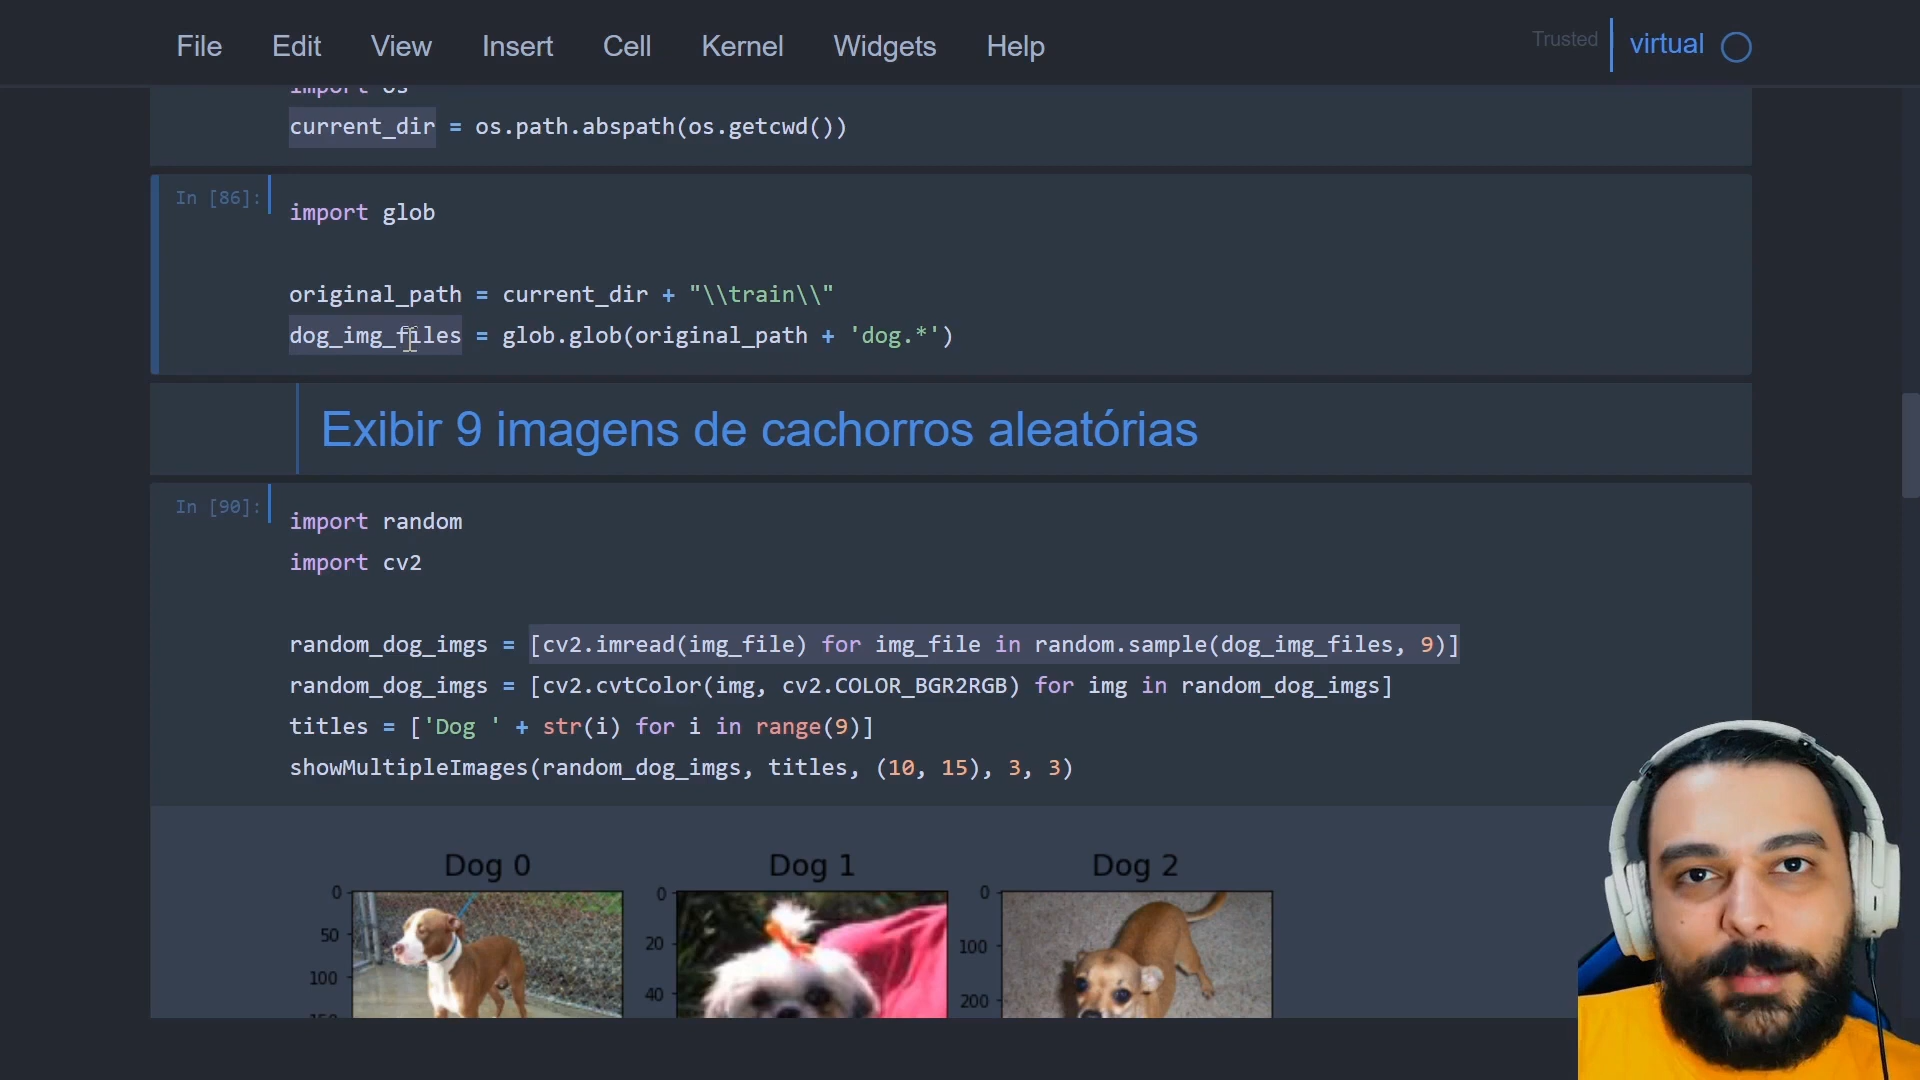 File Edit View Insert Cell Kernel Widgets Help
Trusted virtual
import os
current_dir = os.path.abspath(os.getcwd())
In [86]:
import glob
original_path = current_dir + "\\train\\"
dog_img_files = glob.glob(original_path + 'dog.*')
Exibir 9 imagens de cachorros aleatórias
In [90]:
import random
import cv2
random_dog_imgs = [cv2.imread(img_file) for img_file in random.sample(dog_img_files, 9)]
random_dog_imgs = [cv2.cvtColor(img, cv2.COLOR_BGR2RGB) for img in random_dog_imgs]
titles = ['Dog ' + str(i) for i in range(9)]
showMultipleImages(random_dog_imgs, titles, (10, 15), 3, 3)
Dog 0 Dog 1 Dog 2
0 0 0
50 20 100
100 40 200
150